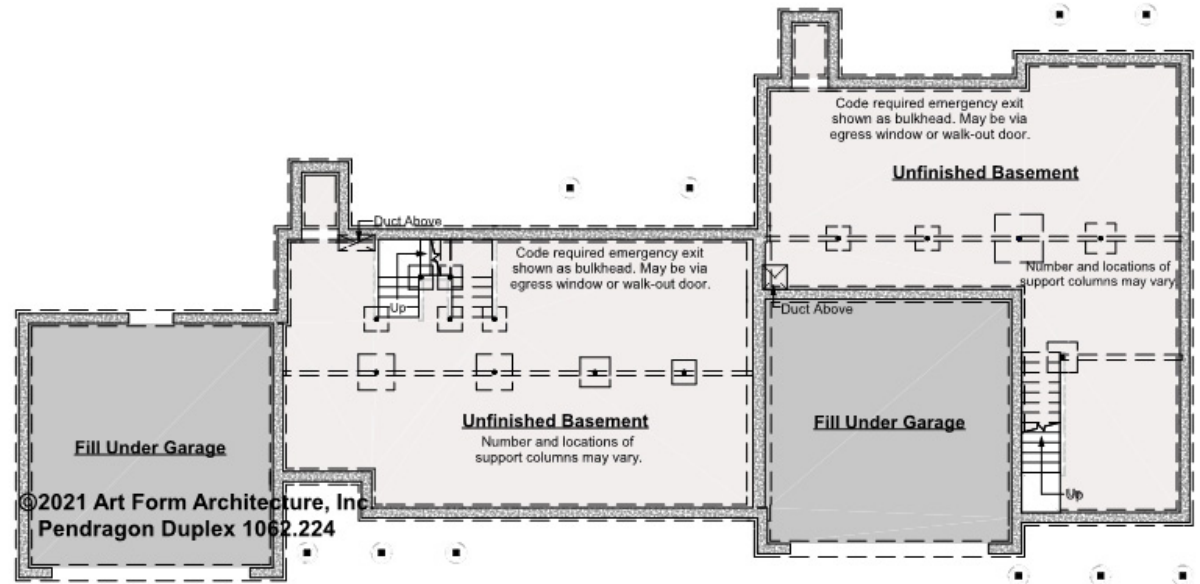 Code required emergency exit
shown as bulkhead. May be via
egress window or walk-out door.
Unfinished Basement
Duct Above
Code required emergency exit
shown as bulkhead. May be via
egress window or walk-out door.
Number and locations of
support columns may vary.
Up
Duct Above
Unfinished Basement
Number and locations of
support columns may vary.
Fill Under Garage
Fill Under Garage
Up
©2021 Art Form Architecture, Inc
Pendragon Duplex 1062.224